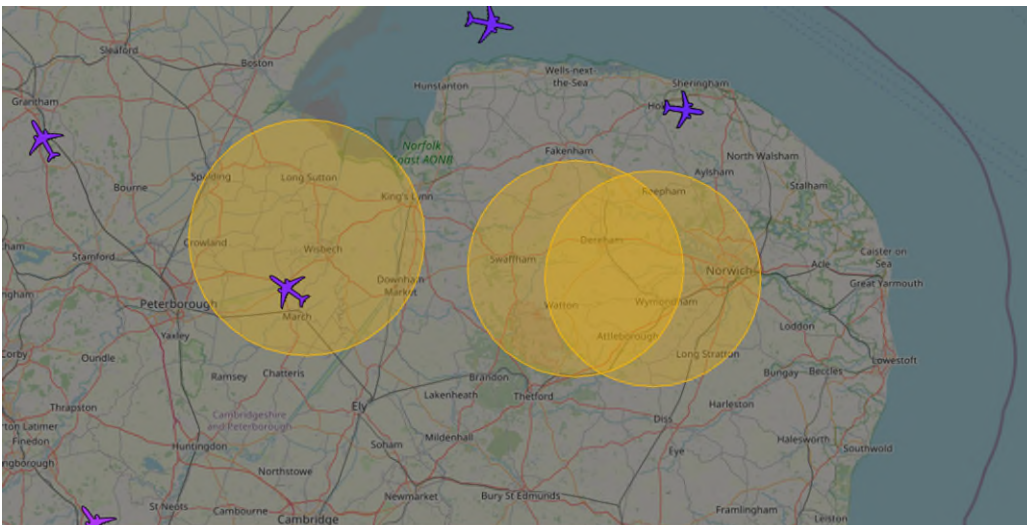 Sleaford
Boston
Wells-next
-the-Sea
Hunstanton
Sheringham
Grantham
Norfolk
Coast AONB
Fakenham
North Walsham
Aylsham
Spalding
Long Sutton
Bourne
King's Lynn
Reepham
Stalham
Crowland
Wisbech
Dereham
Stamford
Swaffham
Norwich
Acle
Caister on
Sea
Downham
Market
Great Yarmouth
Peterborough
March
Watton
Wymondham
Yaxley
Attleborough
Loddon
Corby
Oundle
Long Stratton
Lowestoft
Ramsey
Chatteris
Brandon
Bungay
Beccles
Thrapston
Ely
Lakenheath
Thetford
Harleston
Cambridgeshire
and Peterborough
Diss
Finedon
Huntingdon
Soham
Mildenhall
Eye
Halesworth
Southwold
Northstowe
Newmarket
Bury St Edmunds
St Neots
Cambourne
Cambridge
Framlingham
Leiston